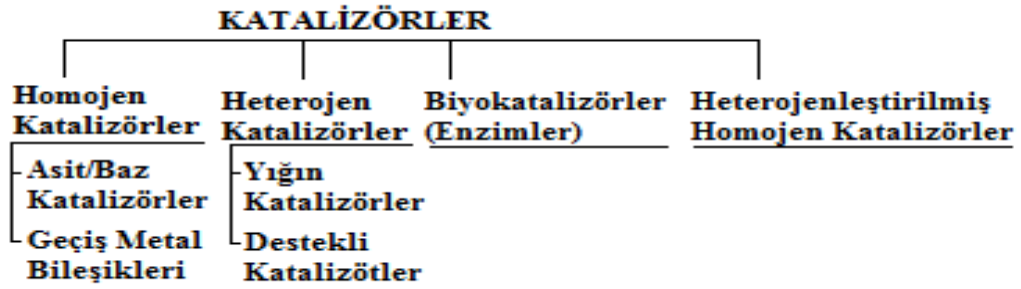 KATALİZÖRLER
Homojen
Katalizörler
Asit/Baz
Katalizörler
Geçiş Metal
Bileşikleri
Heterojen
Katalizörler
Yığın
Katalizörler
Destekli
Katalizötler
Biyokatalizörler
(Enzimler)
Heterojenleştirilmiş
Homojen Katalizörler